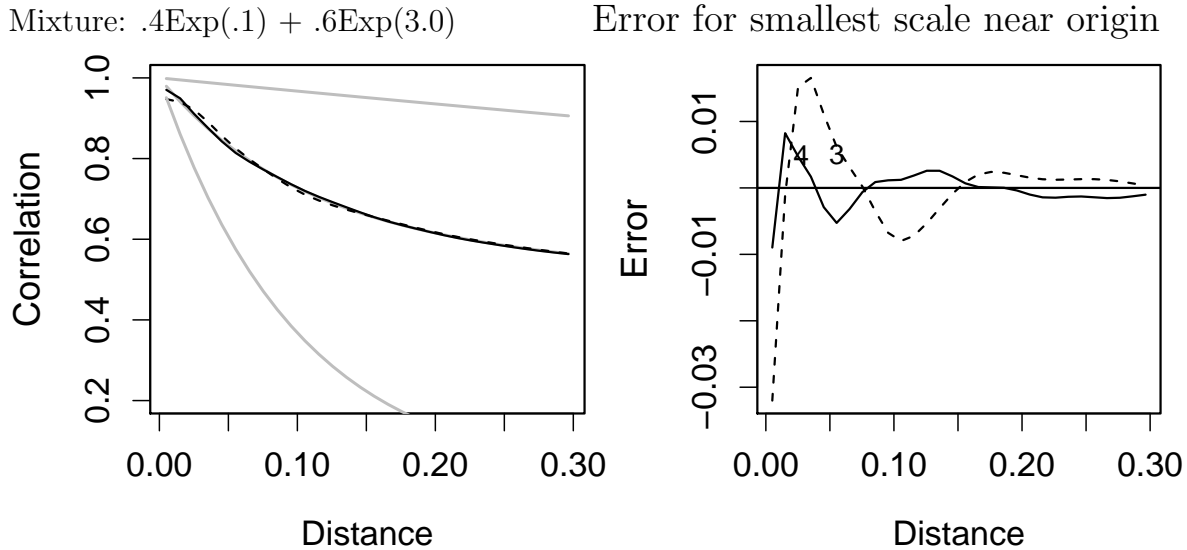 Mixture: .4Exp(.1) + .6Exp(3.0)
Correlation
1.0
0.8
0.6
0.4
0.2
0.00 0.10 0.20 0.30
Distance
Error for smallest scale near origin
Error
0.01
−0.01
−0.03
4 3
0.00 0.10 0.20 0.30
Distance